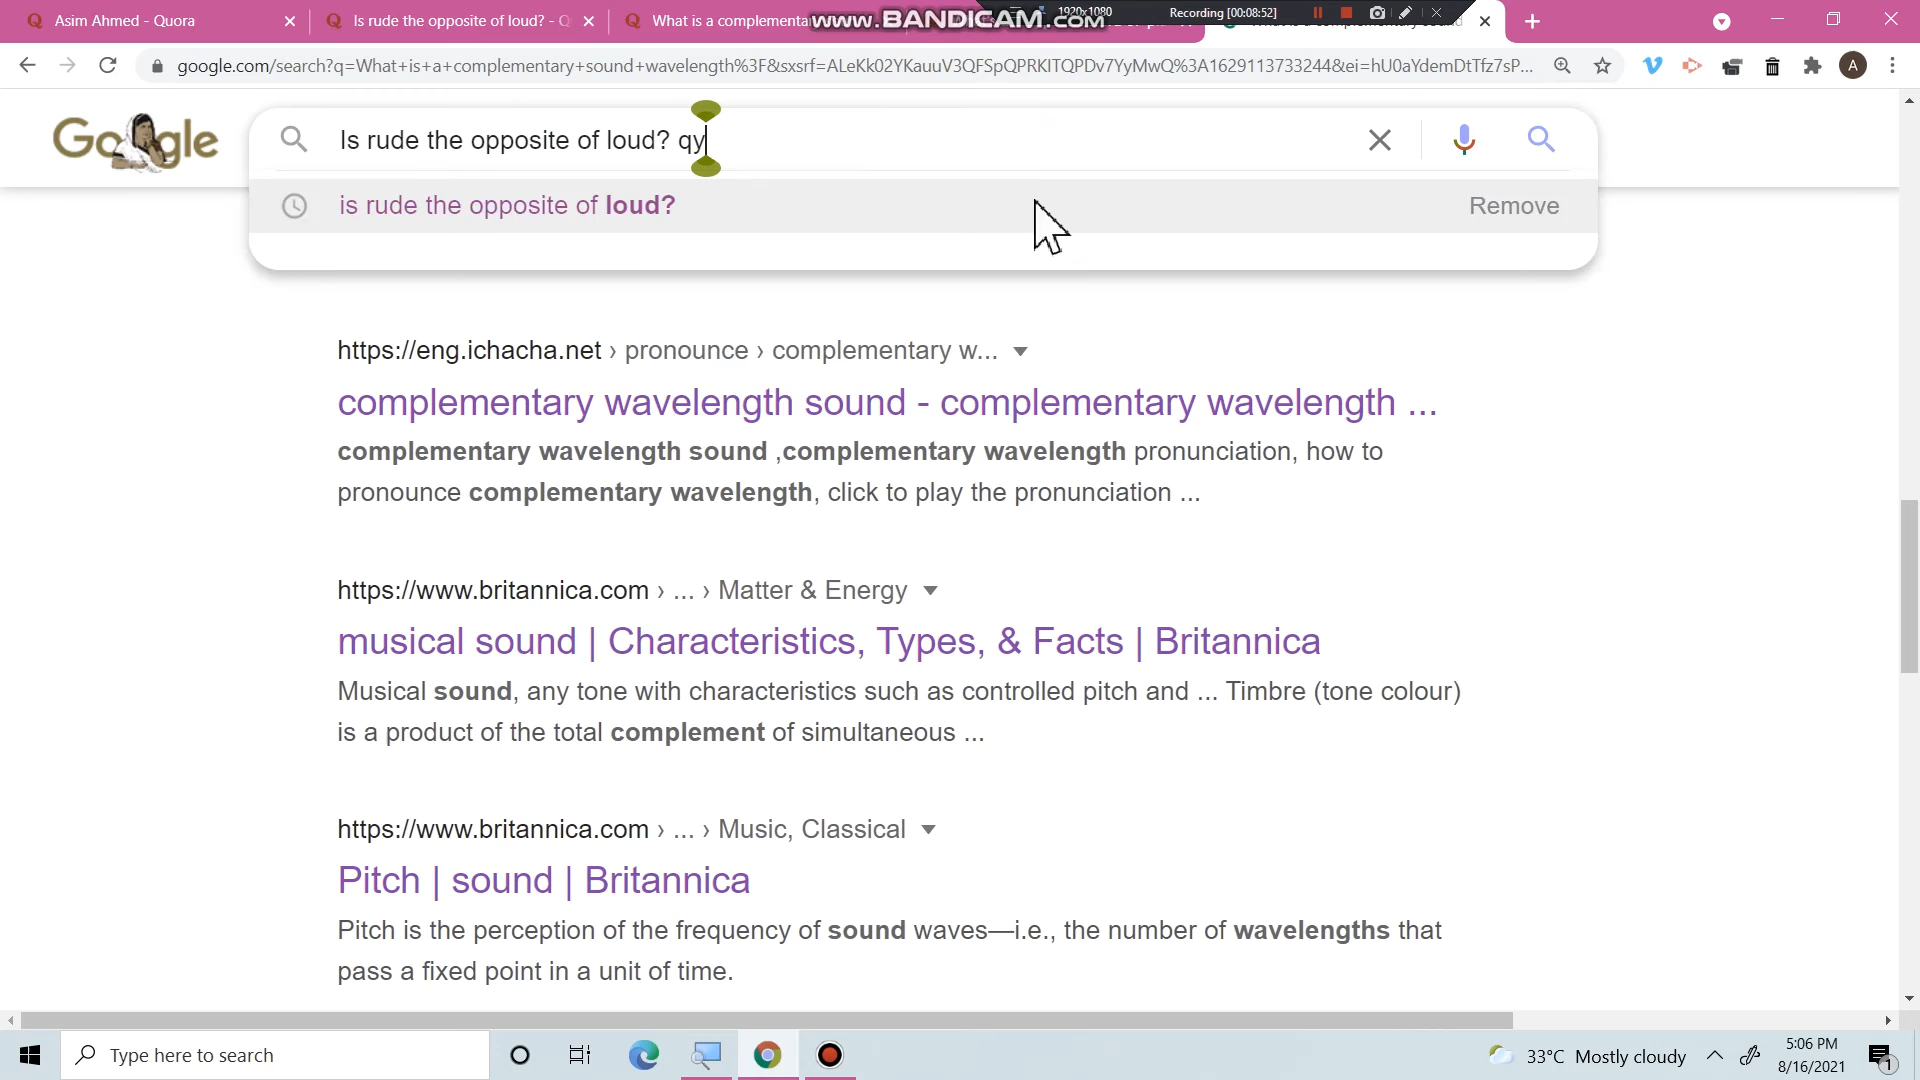 Asim Ahmed - Quora
Is rude the opposite of loud? - Q
What is a complementa
www.BANDICAM.com
1920x1080
Recording [00:08:52]
google.com/search?q=What+is+a+complementary+sound+wavelength%3F&sxsrf=ALeKk02YKauuV3QFSpQPRKITQPDv7YyMwQ%3A1629113733244&ei=hU0aYdemDtTfz7sP...
A
Google
Is rude the opposite of loud? qy
is rude the opposite of loud?
Remove
https://eng.ichacha.net › pronounce › complementary w...
complementary wavelength sound - complementary wavelength ...
complementary wavelength sound ,complementary wavelength pronunciation, how to
pronounce complementary wavelength, click to play the pronunciation ...
https://www.britannica.com › ... › Matter & Energy
musical sound | Characteristics, Types, & Facts | Britannica
Musical sound, any tone with characteristics such as controlled pitch and ... Timbre (tone colour)
is a product of the total complement of simultaneous ...
https://www.britannica.com › ... › Music, Classical
Pitch | sound | Britannica
Pitch is the perception of the frequency of sound waves—i.e., the number of wavelengths that
pass a fixed point in a unit of time.
Type here to search
33°C Mostly cloudy
5:06 PM
8/16/2021
1